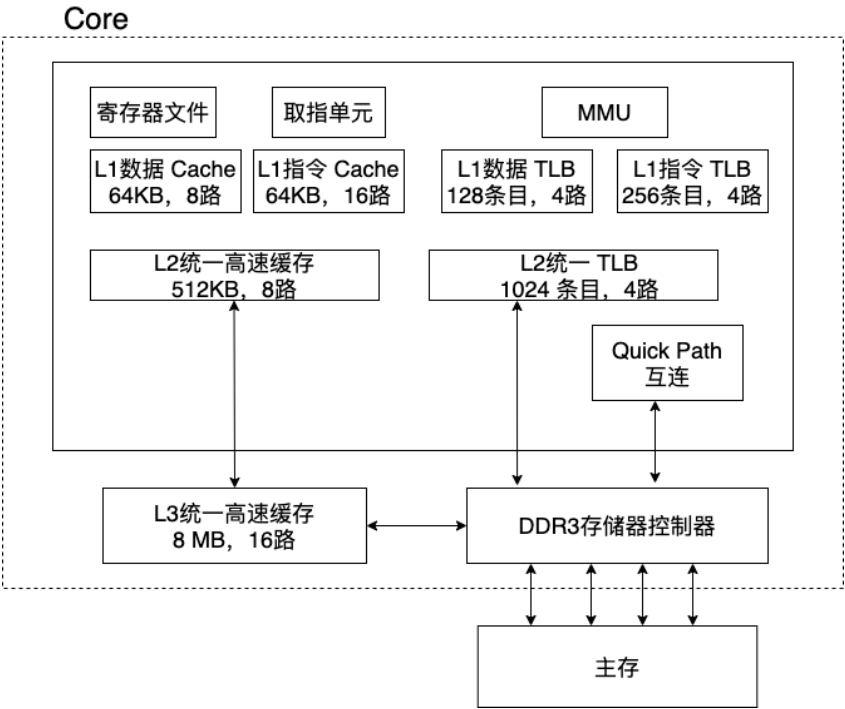 Core
寄存器文件
取指单元
MMU
L1数据 Cache
64KB，8路
L1指令 Cache
64KB，16路
L1数据 TLB
128条目，4路
L1指令 TLB
256条目，4路
L2统一高速缓存
512KB，8路
L2统一 TLB
1024 条目，4路
Quick Path
互连
L3统一高速缓存
8 MB，16路
DDR3存储器控制器
主存